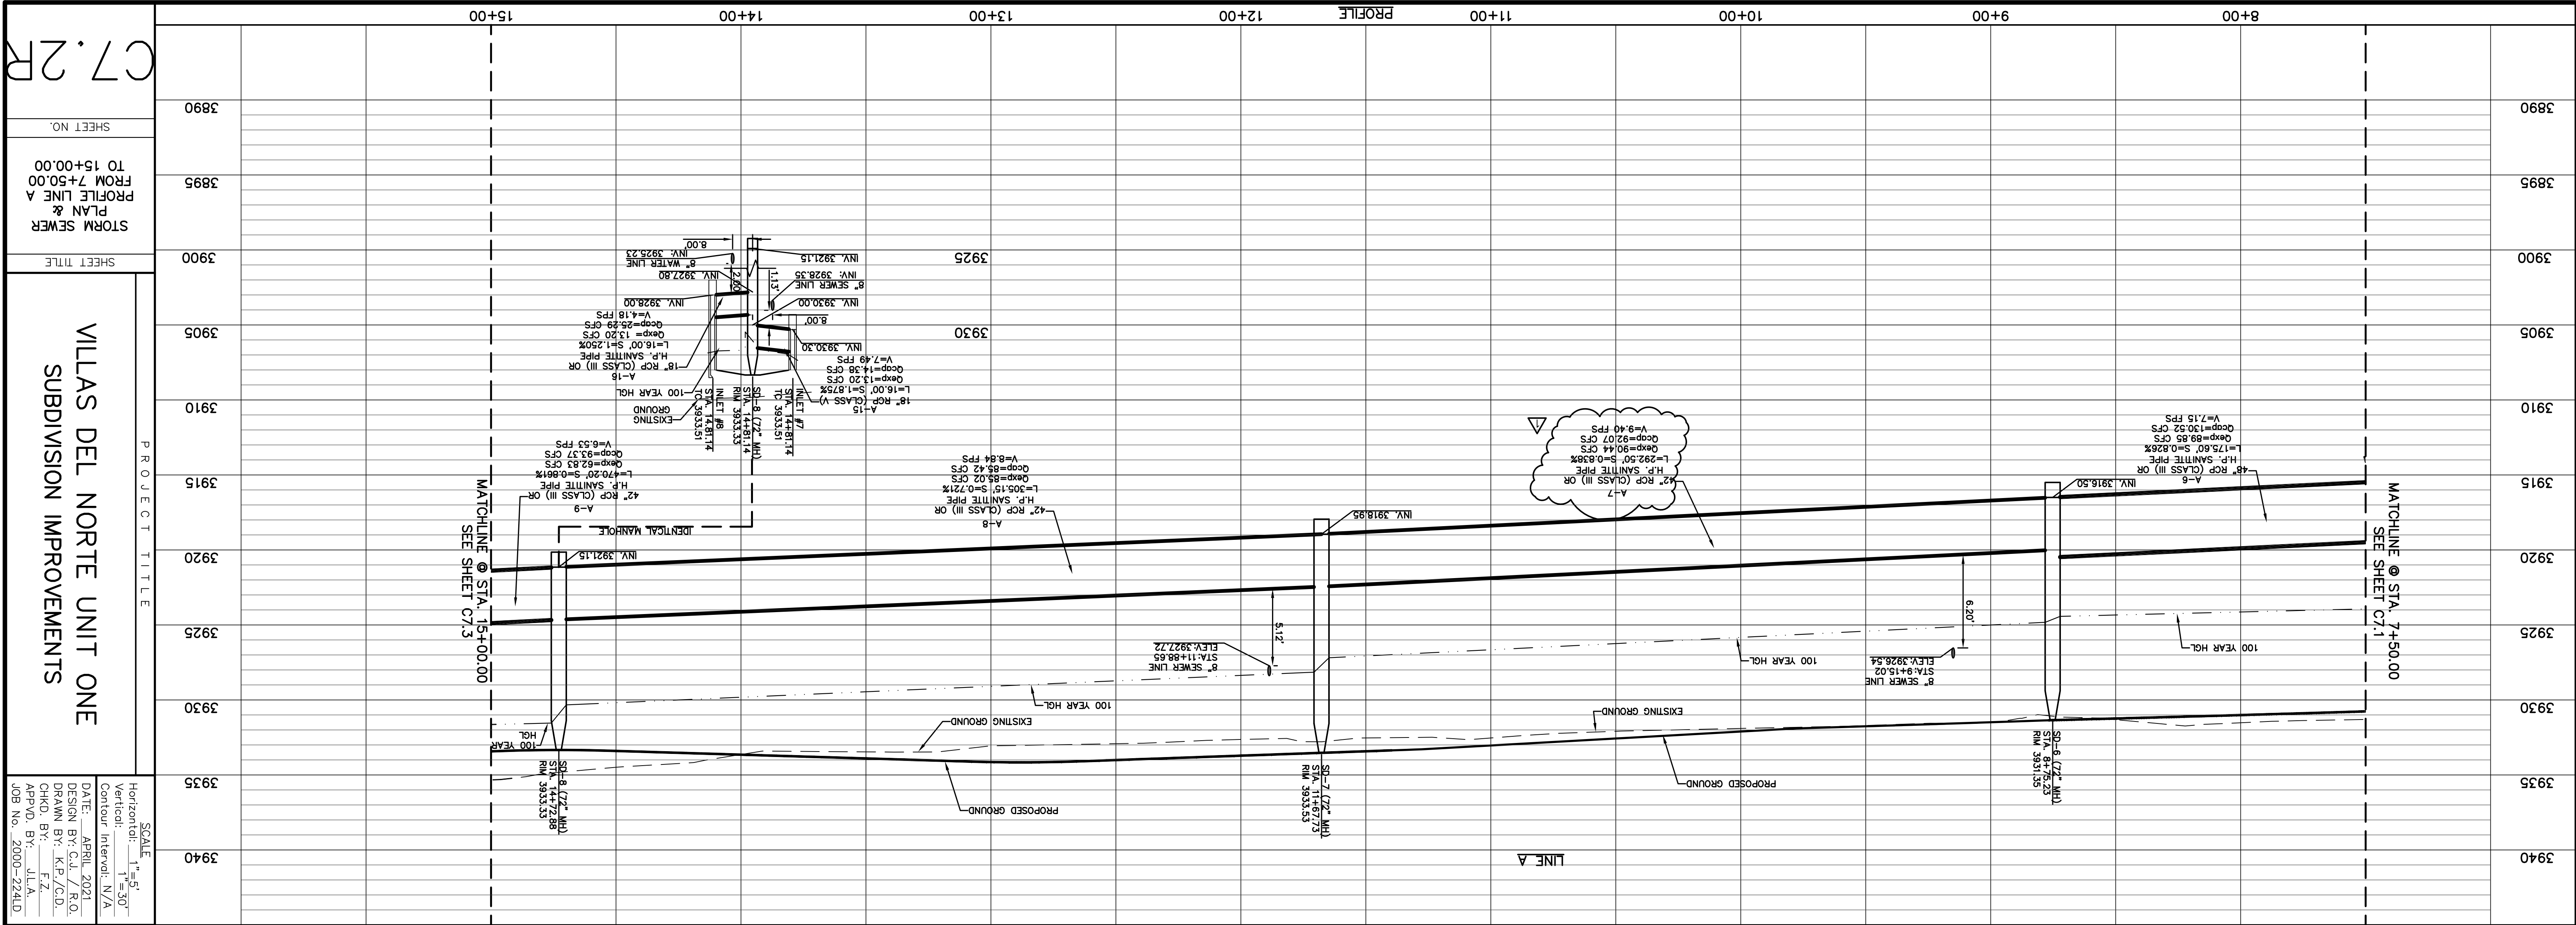 LINE A
3940
3935
3930
3925
3920
3915
3910
3905
3900
3895
3890
3940
3935
3930
3925
3920
3915
3910
3905
3900
3895
3890
MATCHLINE @ STA. 7+50.00
SEE SHEET C7.1
SD-6 (72" MH)
STA. 8+75.23
RIM 3931.35
PROPOSED GROUND
EXISTING GROUND
8" SEWER LINE
STA:9+15.02
ELEV:3926.54
6.20'
100 YEAR HGL
100 YEAR HGL
INV. 3916.50
A-6
48" RCP (CLASS III) OR
H.P. SANITITE PIPE
L=175.60', S=0.826%
Qexp=89.85 CFS
Qcap=130.52 CFS
V=7.15 FPS
A-7
42" RCP (CLASS III) OR
H.P. SANITITE PIPE
L=292.50, S=0.838%
Qexp=90.44 CFS
Qcap=92.07 CFS
V=9.40 FPS
1
SD-7 (72" MH)
STA. 11+67.73
RIM 3933.53
8" SEWER LINE
STA:11+88.65
ELEV:3927.72
5.12'
INV. 3918.95
PROPOSED GROUND
EXISTING GROUND
100 YEAR HGL
A-8
42" RCP (CLASS III) OR
H.P. SANITITE PIPE
L=305.15', S=0.721%
Qexp=85.02 CFS
Qcap=85.42 CFS
V=8.84 FPS
SD-8 (72" MH)
STA. 14+72.88
RIM 3933.33
100 YEAR
HGL
INV. 3921.15
IDENTICAL MANHOLE
A-9
42" RCP (CLASS III) OR
H.P. SANITITE PIPE
L=470.20', S=0.861%
Qexp=62.83 CFS
Qcap=93.37 CFS
V=6.53 FPS
MATCHLINE @ STA. 15+00.00
SEE SHEET C7.3
INLET #7
STA. 14+81.14
TC 3933.51
SD-8 (72" MH)
STA. 14+81.14
RIM 3933.33
INLET #8
STA. 14.81.14
TC 3933.51
EXISTING
GROUND
100 YEAR HGL
A-15
18" RCP (CLASS V)
L=16.00', S=1.875%
Qexp=13.20 CFS
Qcap=14.38 CFS
V=7.49 FPS
A-16
18" RCP (CLASS III) OR
H.P. SANITITE PIPE
L=16.00', S=1.250%
Qexp= 13.20 CFS
Qcap=25.29 CFS
V=4.18 FPS
INV. 3930.30
8.00'
INV. 3930.00
8" SEWER LINE
INV: 3928.35
1.13'
INV. 3921.15
INV. 3928.00
INV. 3927.80
2.00'
8" WATER LINE
INV: 3925.23
8.00'
3930
3925
8+00
9+00
10+00
11+00
PROFILE
12+00
13+00
14+00
15+00
SCALE
Horizontal: 1"=5'
Vertical: 1"=30'
Contour Interval: N/A
DATE: APRIL 2021
DESIGN BY: C.J. / R.O.
DRAWN BY: K.P./C.D.
CHKD. BY: F.Z.
APPVD. BY: J.L.A.
JOB No. 2000-224LD
PROJECT TITLE
VILLAS DEL NORTE UNIT ONE
SUBDIVISION IMPROVEMENTS
SHEET TITLE
STORM SEWER
PLAN &
PROFILE LINE A
FROM 7+50.00
TO 15+00.00
SHEET NO.
C7.2R